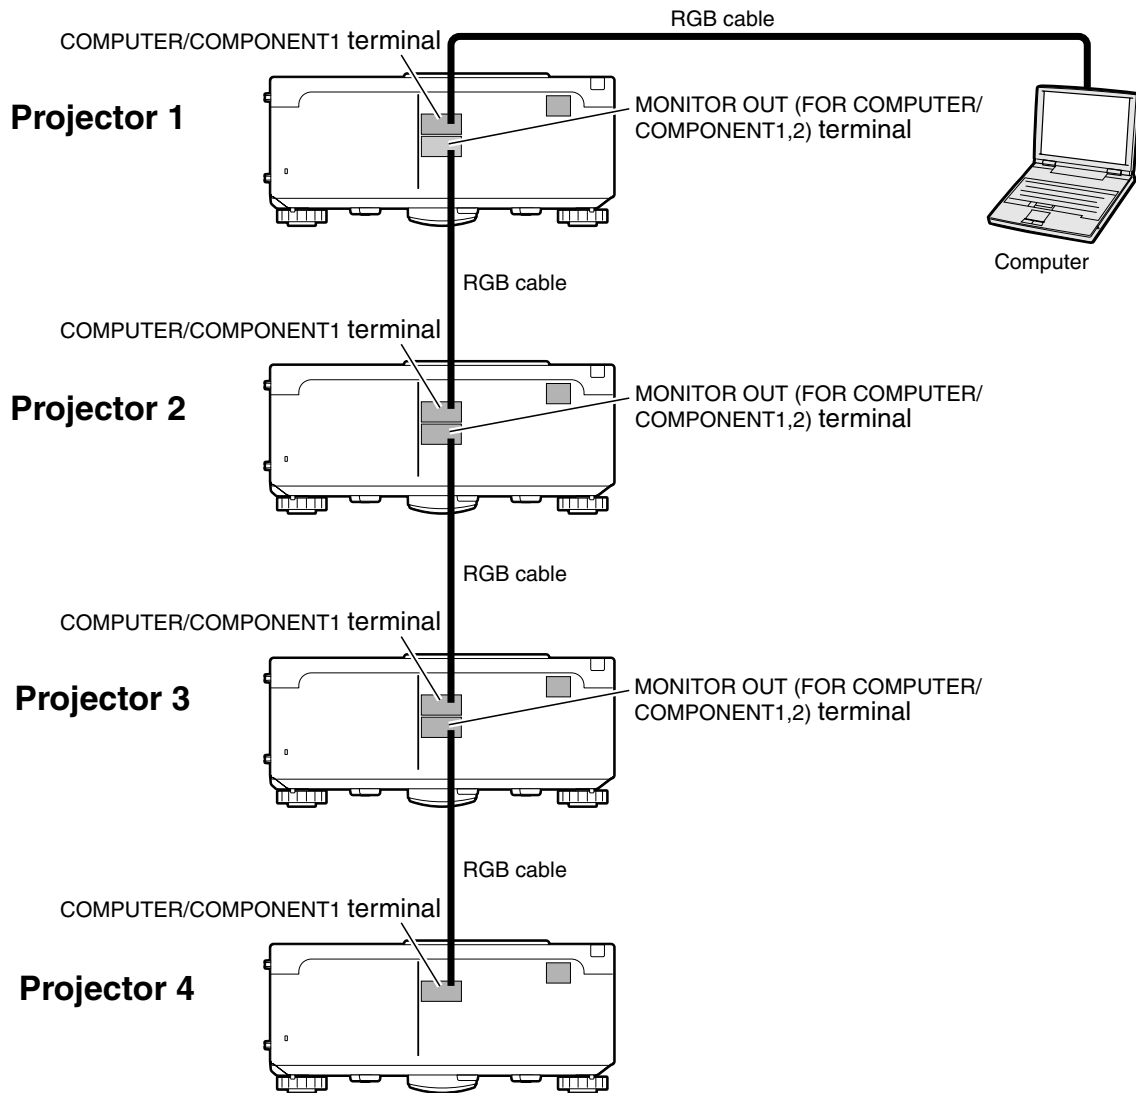 RGB cable
COMPUTER/COMPONENT1 terminal
Projector 1
MONITOR OUT (FOR COMPUTER/
COMPONENT1,2) terminal
Computer
RGB cable
COMPUTER/COMPONENT1 terminal
Projector 2
MONITOR OUT (FOR COMPUTER/
COMPONENT1,2) terminal
RGB cable
COMPUTER/COMPONENT1 terminal
Projector 3
MONITOR OUT (FOR COMPUTER/
COMPONENT1,2) terminal
RGB cable
COMPUTER/COMPONENT1 terminal
Projector 4